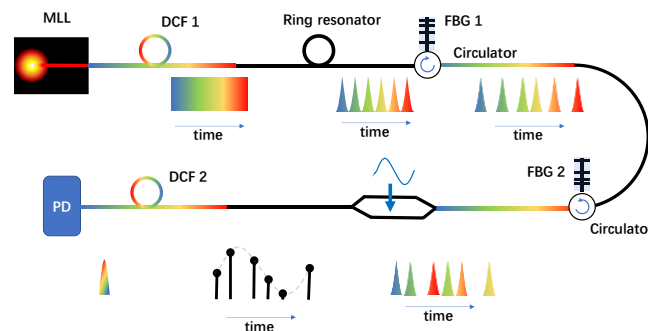 MLL
DCF 1
Ring resonator
FBG 1
Circulator
time
time
time
PD
DCF 2
FBG 2
Circulato
time
time